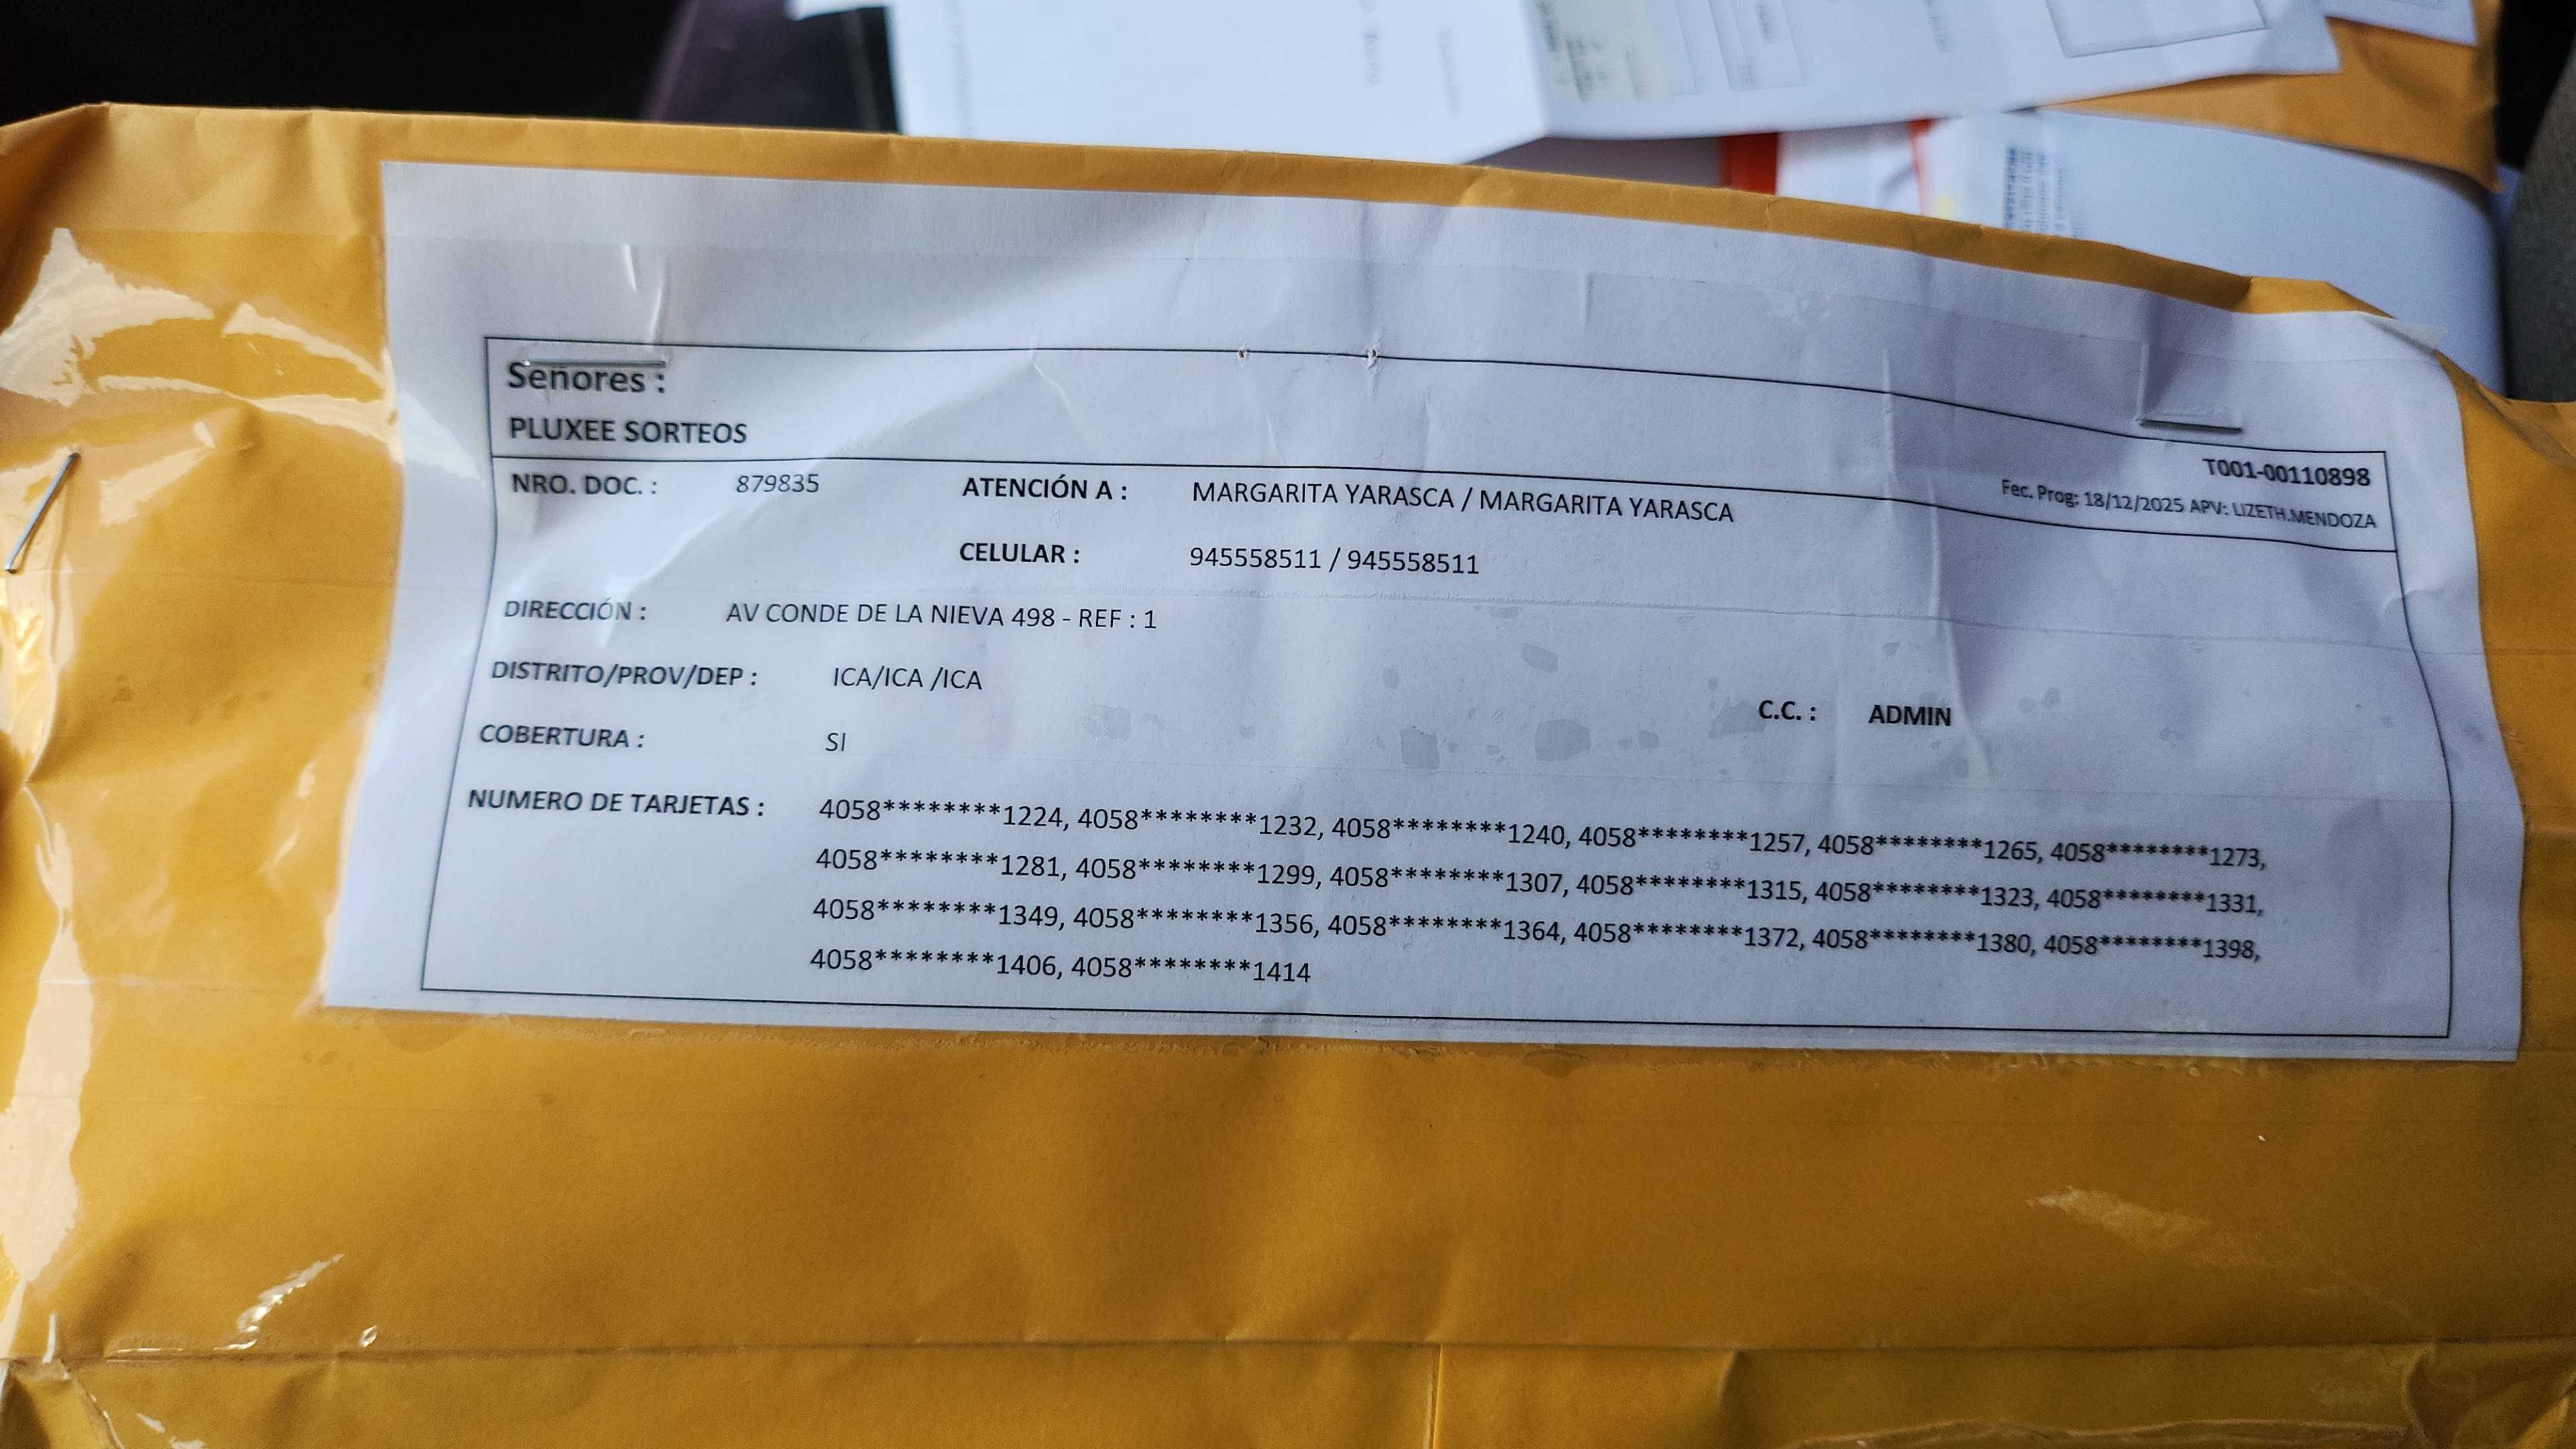 Señores :
PLUXEE SORTEOS
T001-00110898
NRO. DOC. : 879835 ATENCIÓN A : MARGARITA YARASCA / MARGARITA YARASCA Fec. Prog: 18/12/2025 APV: LIZETH.MENDOZA
CELULAR : 945558511 / 945558511
DIRECCIÓN : AV CONDE DE LA NIEVA 498 - REF : 1
DISTRITO/PROV/DEP : ICA/ICA /ICA
C.C. : ADMIN
COBERTURA : SI
NUMERO DE TARJETAS : 4058********1224, 4058********1232, 4058********1240, 4058********1257, 4058********1265, 4058********1273,
4058********1281, 4058********1299, 4058********1307, 4058********1315, 4058********1323, 4058********1331,
4058********1349, 4058********1356, 4058********1364, 4058********1372, 4058********1380, 4058********1398,
4058********1406, 4058********1414